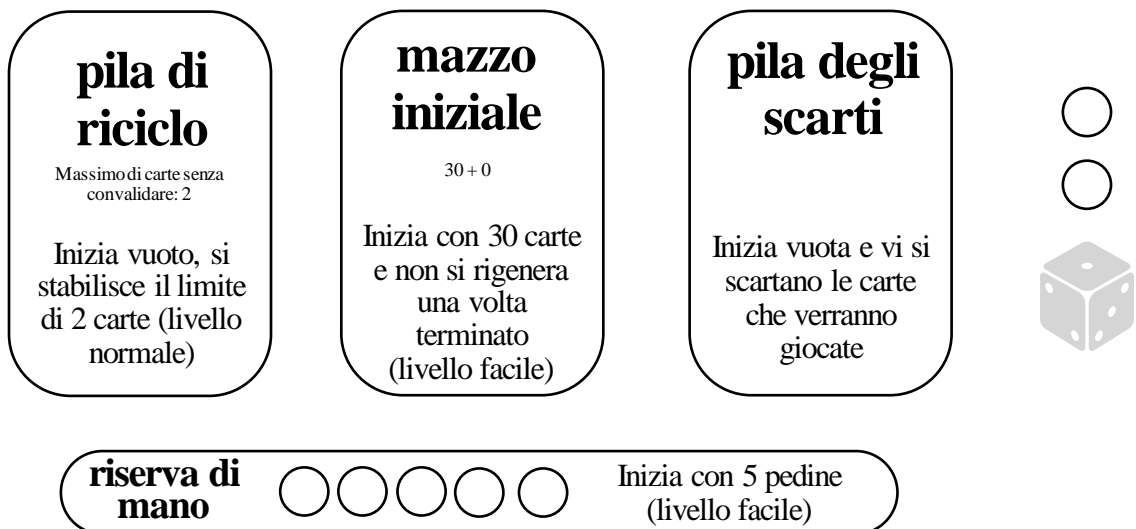 pila di
riciclo
Massimo di carte senza
convalidare: 2
Inizia vuoto, si
stabilisce il limite
di 2 carte (livello
normale)
mazzo
iniziale
30 + 0
Inizia con 30 carte
e non si rigenera
una volta
terminato
(livello facile)
pila degli
scarti
Inizia vuota e vi si
scartano le carte
che verranno
giocate
riserva di
mano
Inizia con 5 pedine
(livello facile)